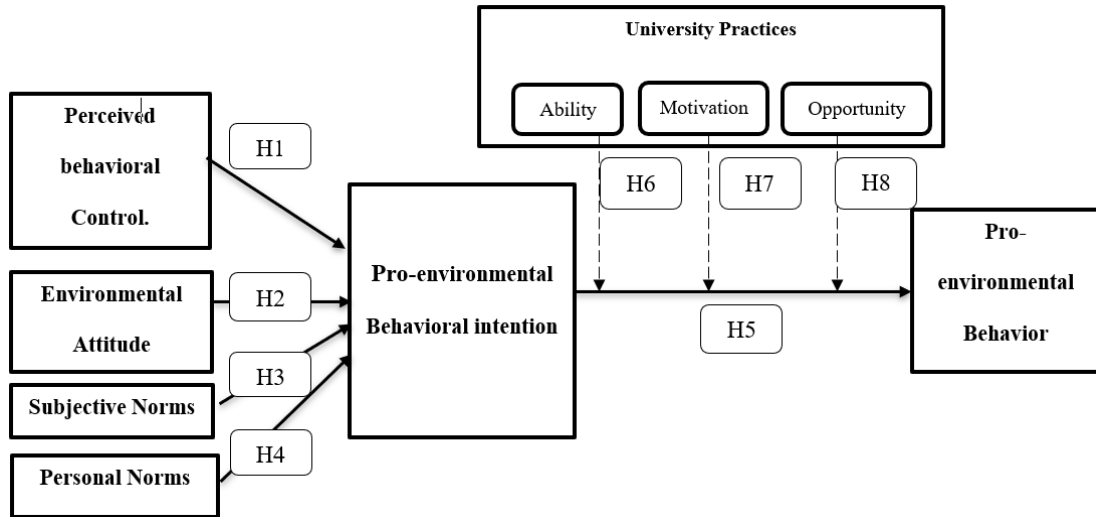 University Practices
Ability
Motivation
Opportunity
Perceived
behavioral
Control.
H1
H6
H7
H8
Environmental
Attitude
H2
H3
Subjective Norms
H4
Personal Norms
Pro-environmental
Behavioral intention
H5
Pro-
environmental
Behavior